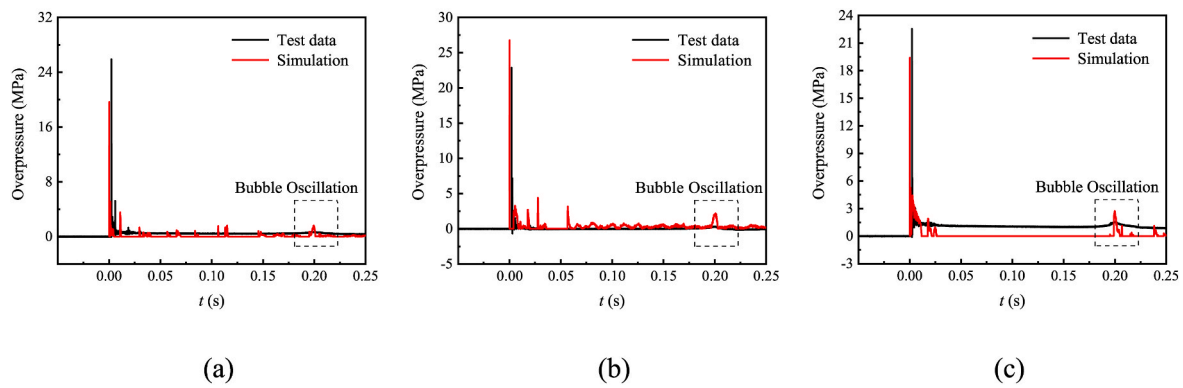 32
24
16
8
0
Overpressure (MPa)
Test data
Simulation
Bubble Oscillation
0.00 0.05 0.10 0.15 0.20 0.25
t (s)
(a)
30
25
20
15
10
5
0
-5
Overpressure (MPa)
Test data
Simulation
Bubble Oscillation
0.00 0.05 0.10 0.15 0.20 0.25
t (s)
(b)
24
21
18
15
12
9
6
3
0
-3
Overpressure (MPa)
Test data
Simulation
Bubble Oscillation
0.00 0.05 0.10 0.15 0.20 0.25
t (s)
(c)